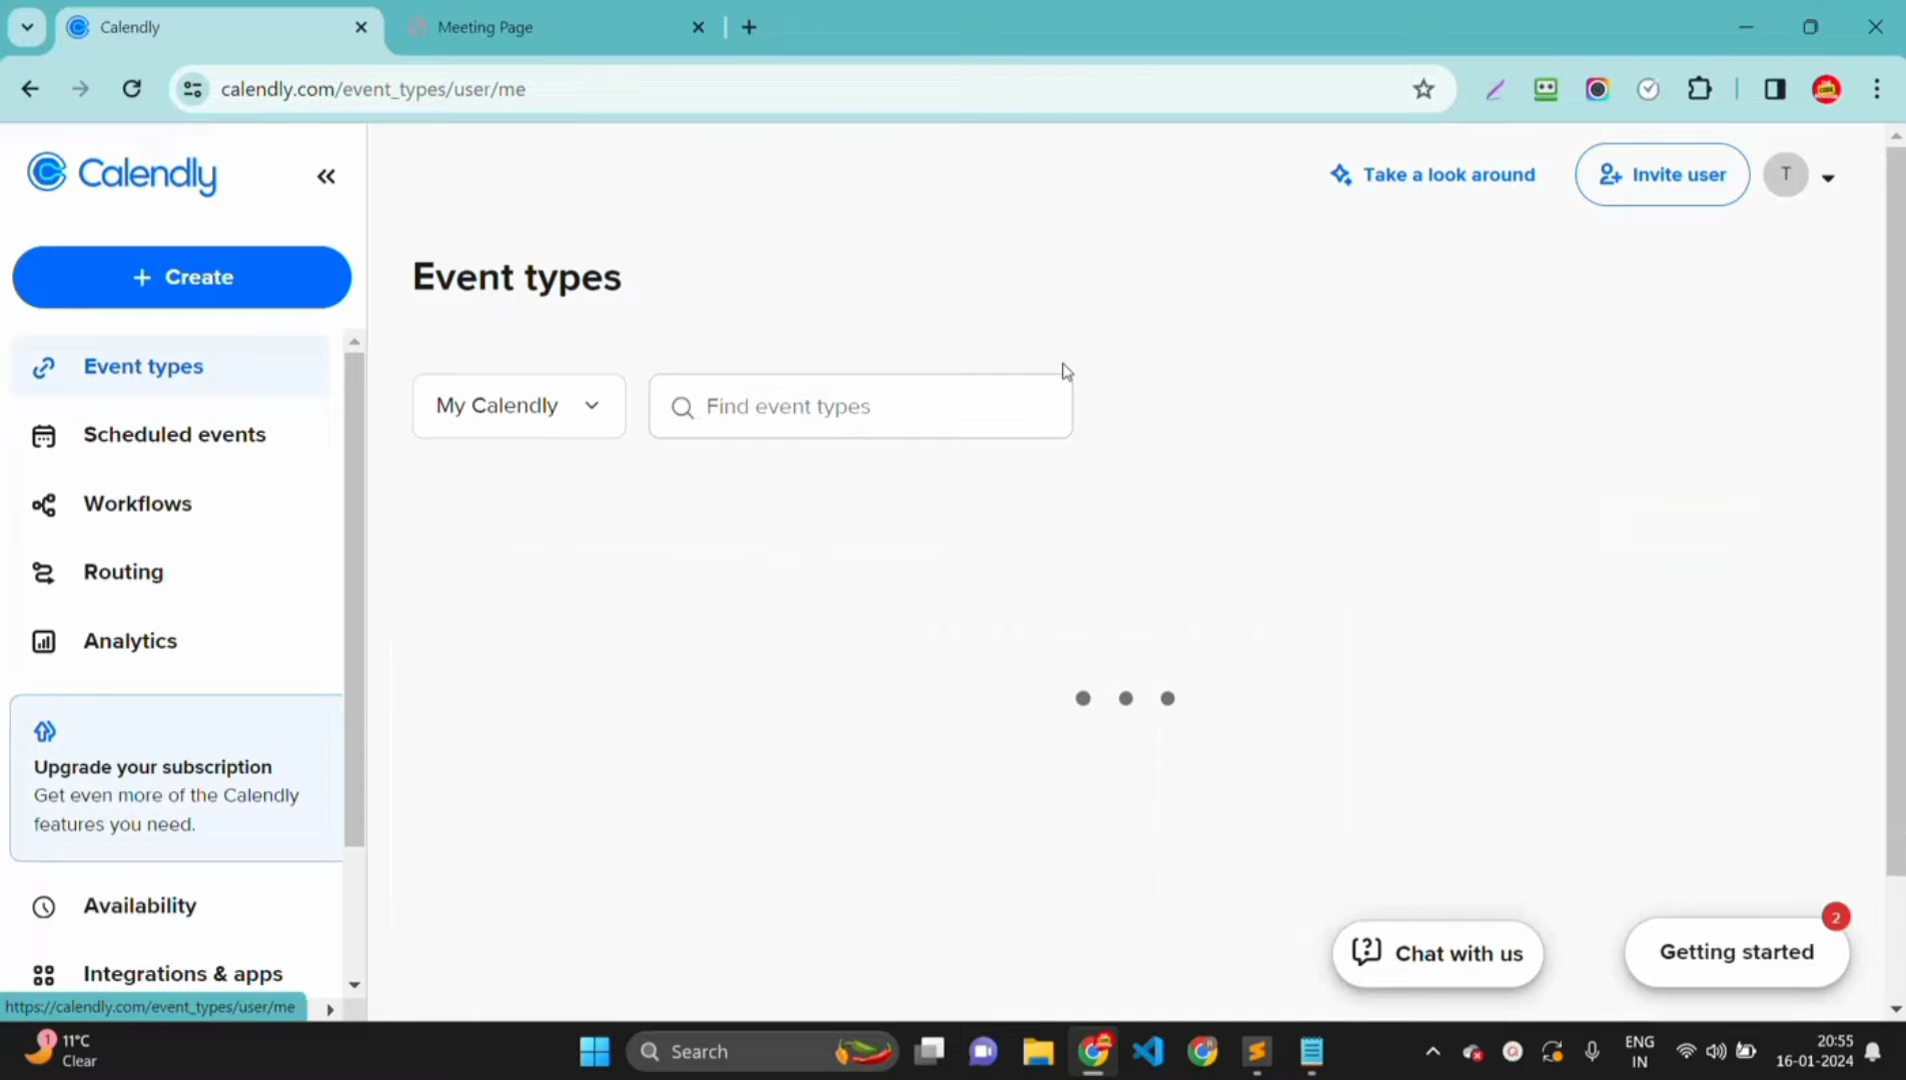 Calendly
Meeting Page
calendly.com/event_types/user/me
Calendly
Take a look around
Invite user
T
+ Create
Event types
Event types
My Calendly
Find event types
Scheduled events
Workflows
Routing
Analytics
Upgrade your subscription
Get even more of the Calendly
features you need.
Availability
Integrations & apps
Chat with us
Getting started
2
https://calendly.com/event_types/user/me
1
11°C
Clear
Search
ENG
IN
20:55
16-01-2024